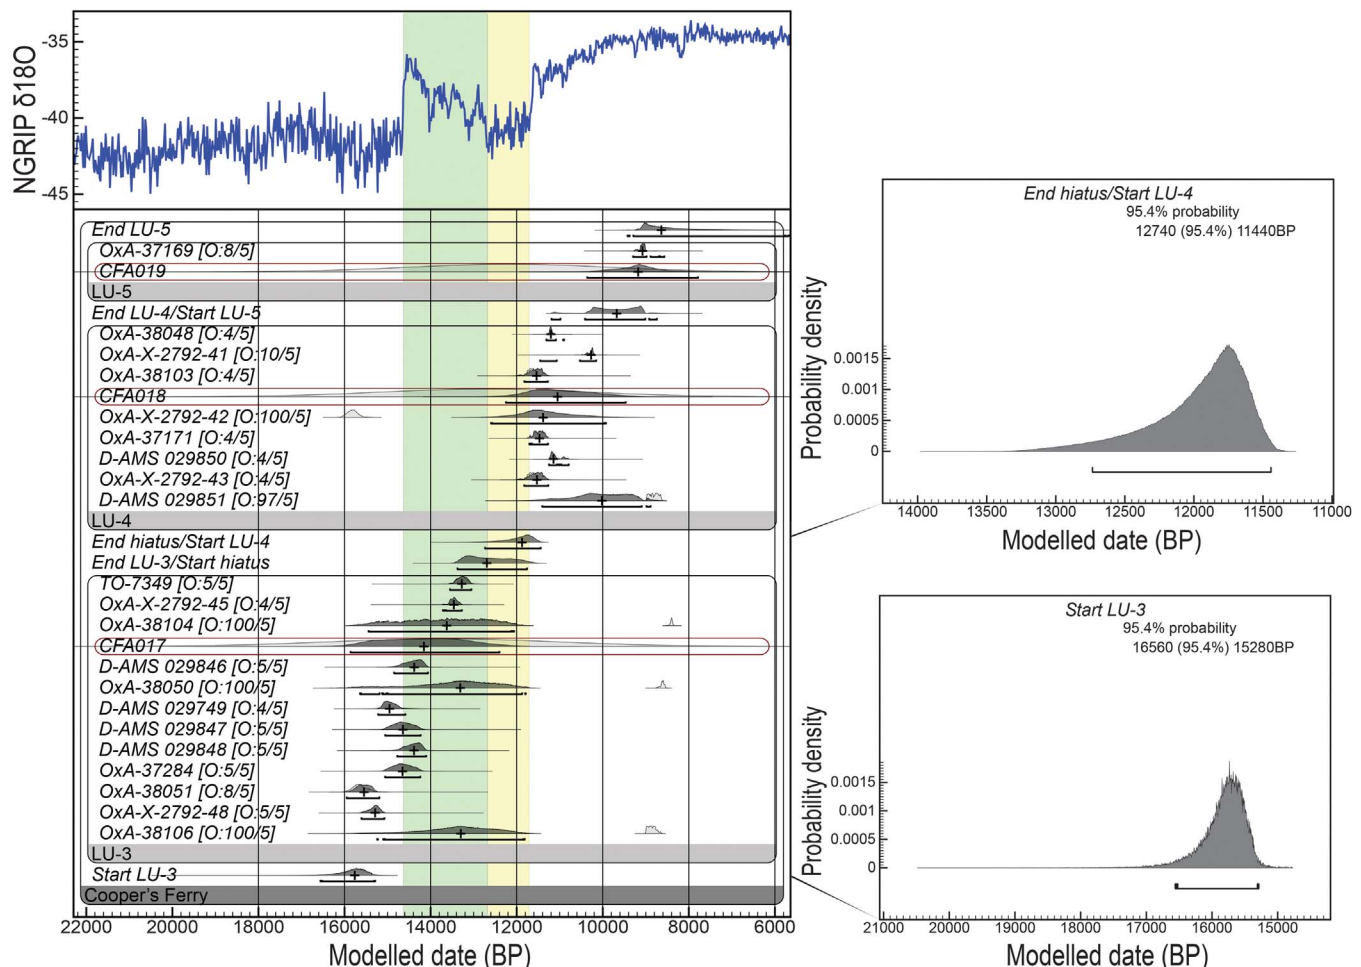 NGRIP δ18O
-35
-40
-45
End LU-5
OxA-37169 [O:8/5]
CFA019
LU-5
End LU-4/Start LU-5
OxA-38048 [O:4/5]
OxA-X-2792-41 [O:10/5]
OxA-38103 [O:4/5]
CFA018
OxA-X-2792-42 [O:100/5]
OxA-37171 [O:4/5]
D-AMS 029850 [O:4/5]
OxA-X-2792-43 [O:4/5]
D-AMS 029851 [O:97/5]
LU-4
End hiatus/Start LU-4
End LU-3/Start hiatus
TO-7349 [O:5/5]
OxA-X-2792-45 [O:4/5]
OxA-38104 [O:100/5]
CFA017
D-AMS 029846 [O:5/5]
OxA-38050 [O:100/5]
D-AMS 029749 [O:4/5]
D-AMS 029847 [O:5/5]
D-AMS 029848 [O:5/5]
OxA-37284 [O:5/5]
OxA-38051 [O:8/5]
OxA-X-2792-48 [O:5/5]
OxA-38106 [O:100/5]
LU-3
Start LU-3
Cooper's Ferry
22000 20000 18000 16000 14000 12000 10000 8000 6000
Modelled date (BP)
End hiatus/Start LU-4
95.4% probability
12740 (95.4%) 11440BP
Probability density
0.0015
0.001
0.0005
0
14000 13500 13000 12500 12000 11500 11000
Modelled date (BP)
Start LU-3
95.4% probability
16560 (95.4%) 15280BP
Probability density
0.0015
0.001
0.0005
0
21000 20000 19000 18000 17000 16000 15000
Modelled date (BP)